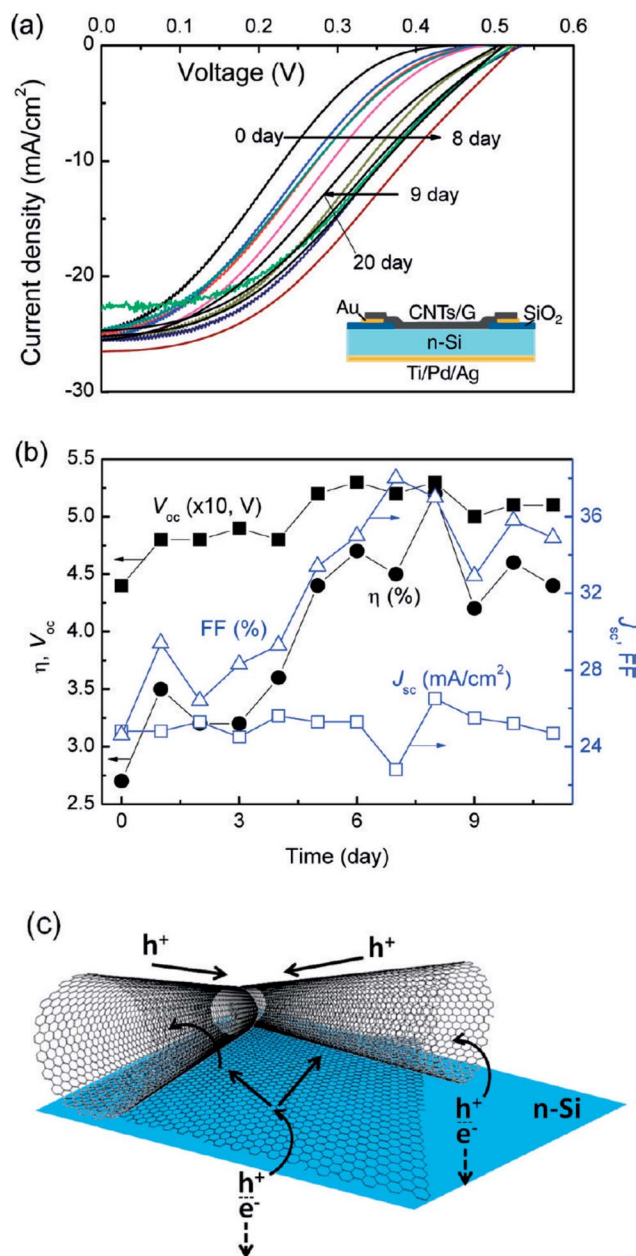 (a)
0.0 0.1 0.2 0.3 0.4 0.5 0.6
Voltage (V)
0
-10
-20
-30
Current density (mA/cm²)
0 day
8 day
9 day
20 day
Au
CNTs/G
SiO₂
n-Si
Ti/Pd/Ag
(b)
5.5
5.0
4.5
4.0
3.5
3.0
2.5
η, Voc
Voc (x10, V)
FF (%)
η (%)
Jsc (mA/cm²)
36
32
28
24
Jsc, FF
0 3 6 9
Time (day)
(c)
h⁺
h⁺
h⁺
e⁻
n-Si
h⁺
e⁻